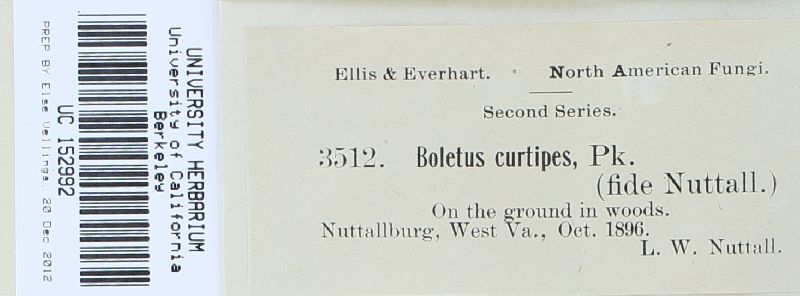 UNIVERSITY HERBARIUM
University of California
Berkeley
UC 152992
PREP BY Else Vellinga, 20 Dec 2012
Ellis & Everhart. North American Fungi.
Second Series.
3512. Boletus curtipes, Pk.
(fide Nuttall.)
On the ground in woods.
Nuttallburg, West Va., Oct. 1896.
L. W. Nuttall.